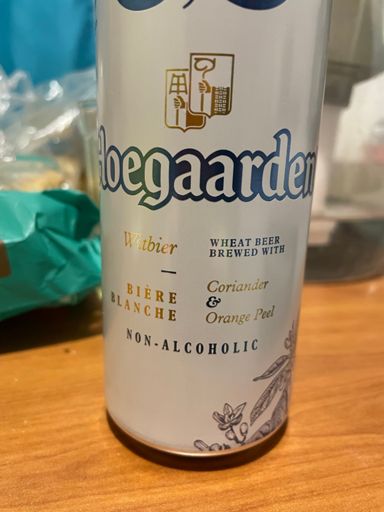 Hoegaarden
Witbier
BIÈRE
BLANCHE
WHEAT BEER
BREWED WITH
Coriander
&
Orange Peel
NON-ALCOHOLIC